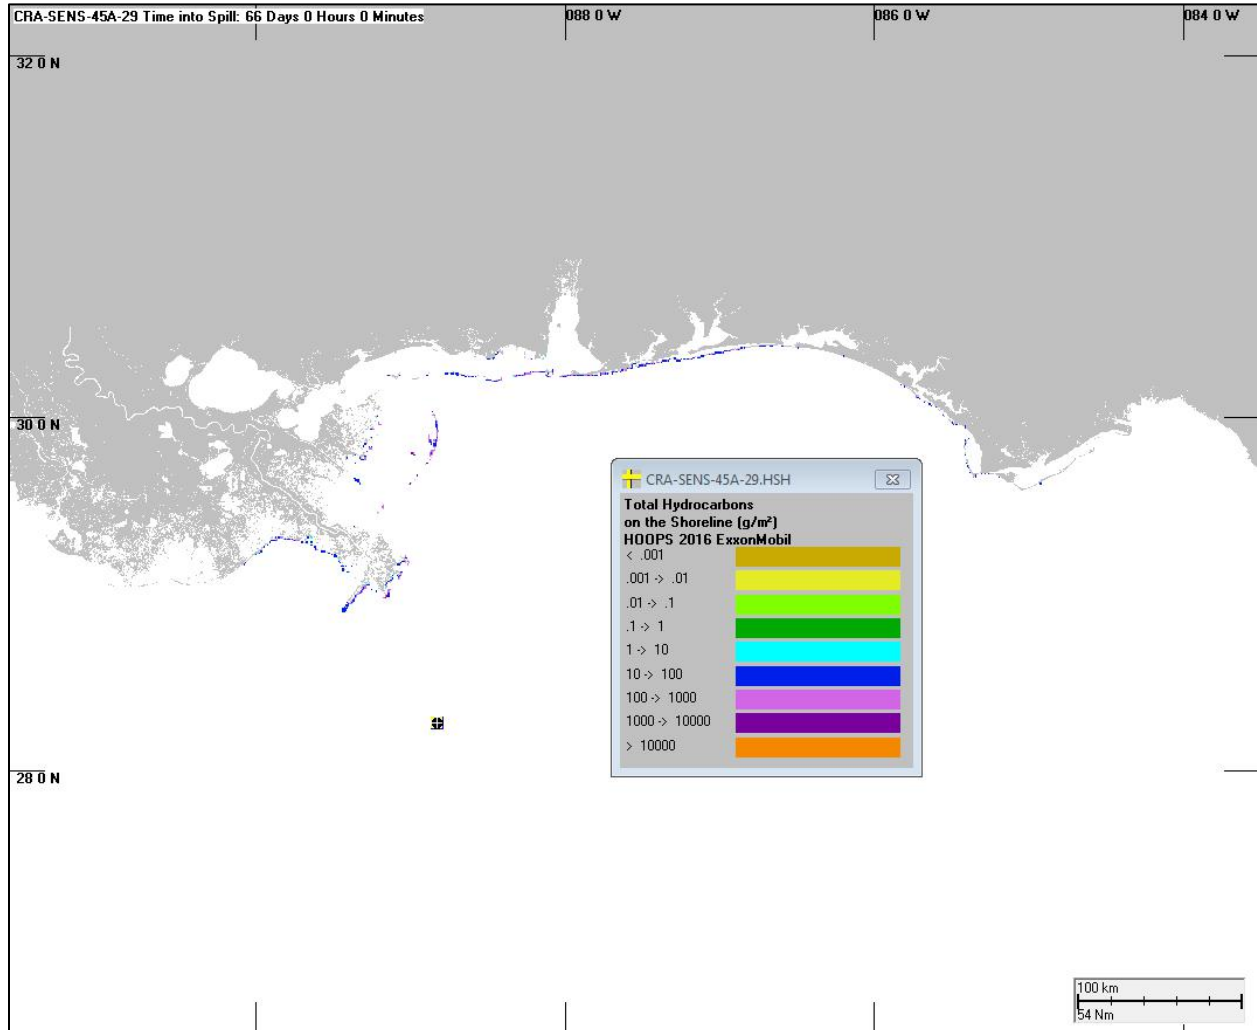 CRA-SENS-45A-29 Time into Spill: 66 Days 0 Hours 0 Minutes
088 0 W
086 0 W
084 0 W
32 0 N
30 0 N
CRA-SENS-45A-29.HSH
Total Hydrocarbons
on the Shoreline (g/m²)
HOOPS 2016 ExxonMobil
< .001
.001 -> .01
.01 -> .1
.1 -> 1
1 -> 10
10 -> 100
100 -> 1000
1000 -> 10000
> 10000
28 0 N
100 km
54 Nm